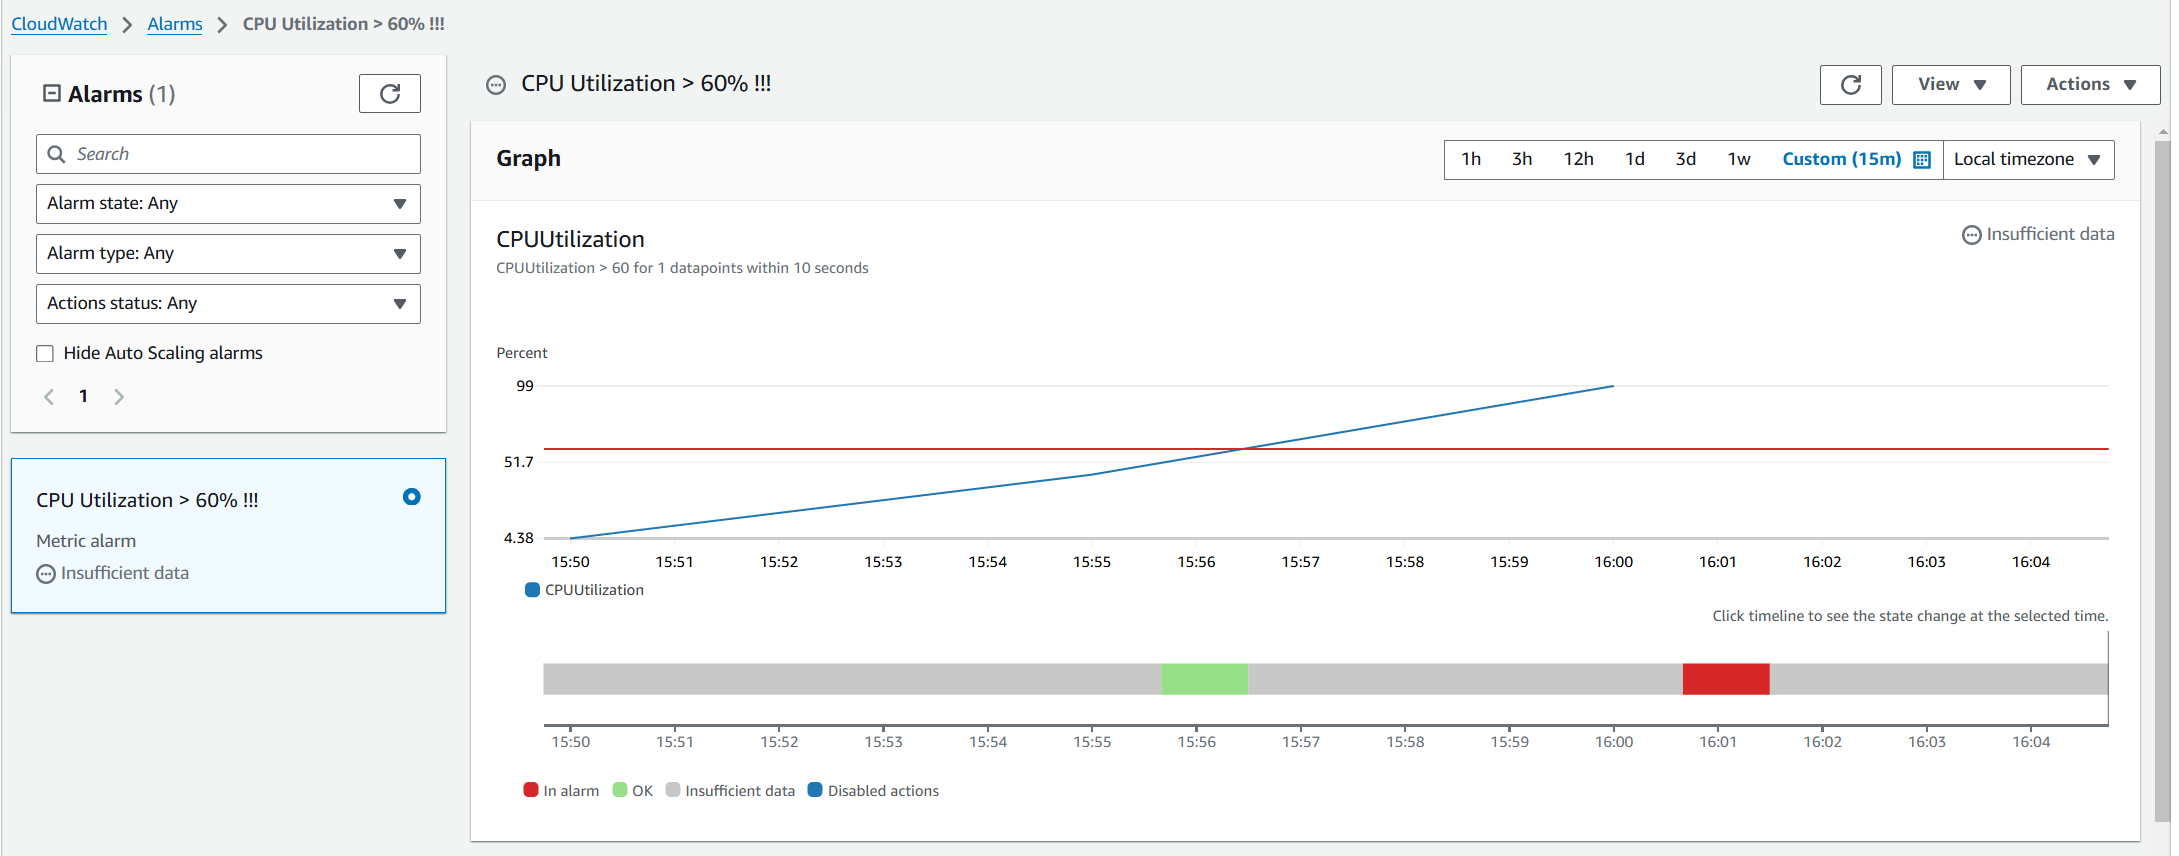 CloudWatch > Alarms > CPU Utilization > 60% !!!
Alarms (1)
Search
Alarm state: Any
Alarm type: Any
Actions status: Any
Hide Auto Scaling alarms
1
CPU Utilization > 60% !!!
Metric alarm
Insufficient data
CPU Utilization > 60% !!!
View
Actions
Graph
1h 3h 12h 1d 3d 1w Custom (15m) Local timezone
CPUUtilization
Insufficient data
CPUUtilization > 60 for 1 datapoints within 10 seconds
Percent
99
51.7
4.38
15:50 15:51 15:52 15:53 15:54 15:55 15:56 15:57 15:58 15:59 16:00 16:01 16:02 16:03 16:04
CPUUtilization
Click timeline to see the state change at the selected time.
15:50 15:51 15:52 15:53 15:54 15:55 15:56 15:57 15:58 15:59 16:00 16:01 16:02 16:03 16:04
In alarm OK Insufficient data Disabled actions